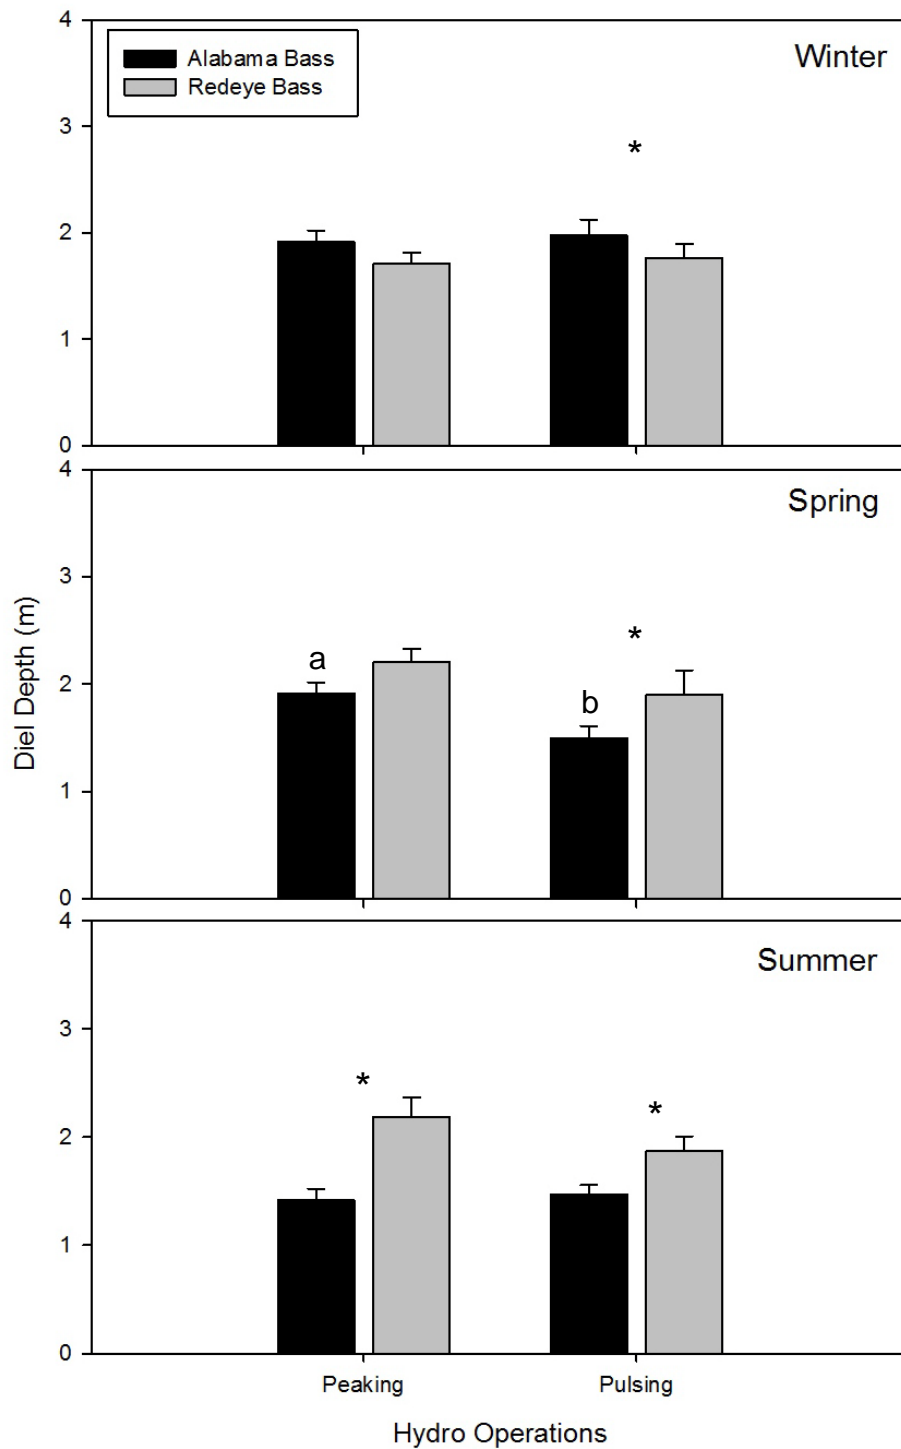 4
Alabama Bass
Redeye Bass
Winter
3
*
2
1
0
4
Spring
3
*
a
2
b
1
0
Diel Depth (m)
4
Summer
3
*
*
2
1
0
Peaking Pulsing
Hydro Operations